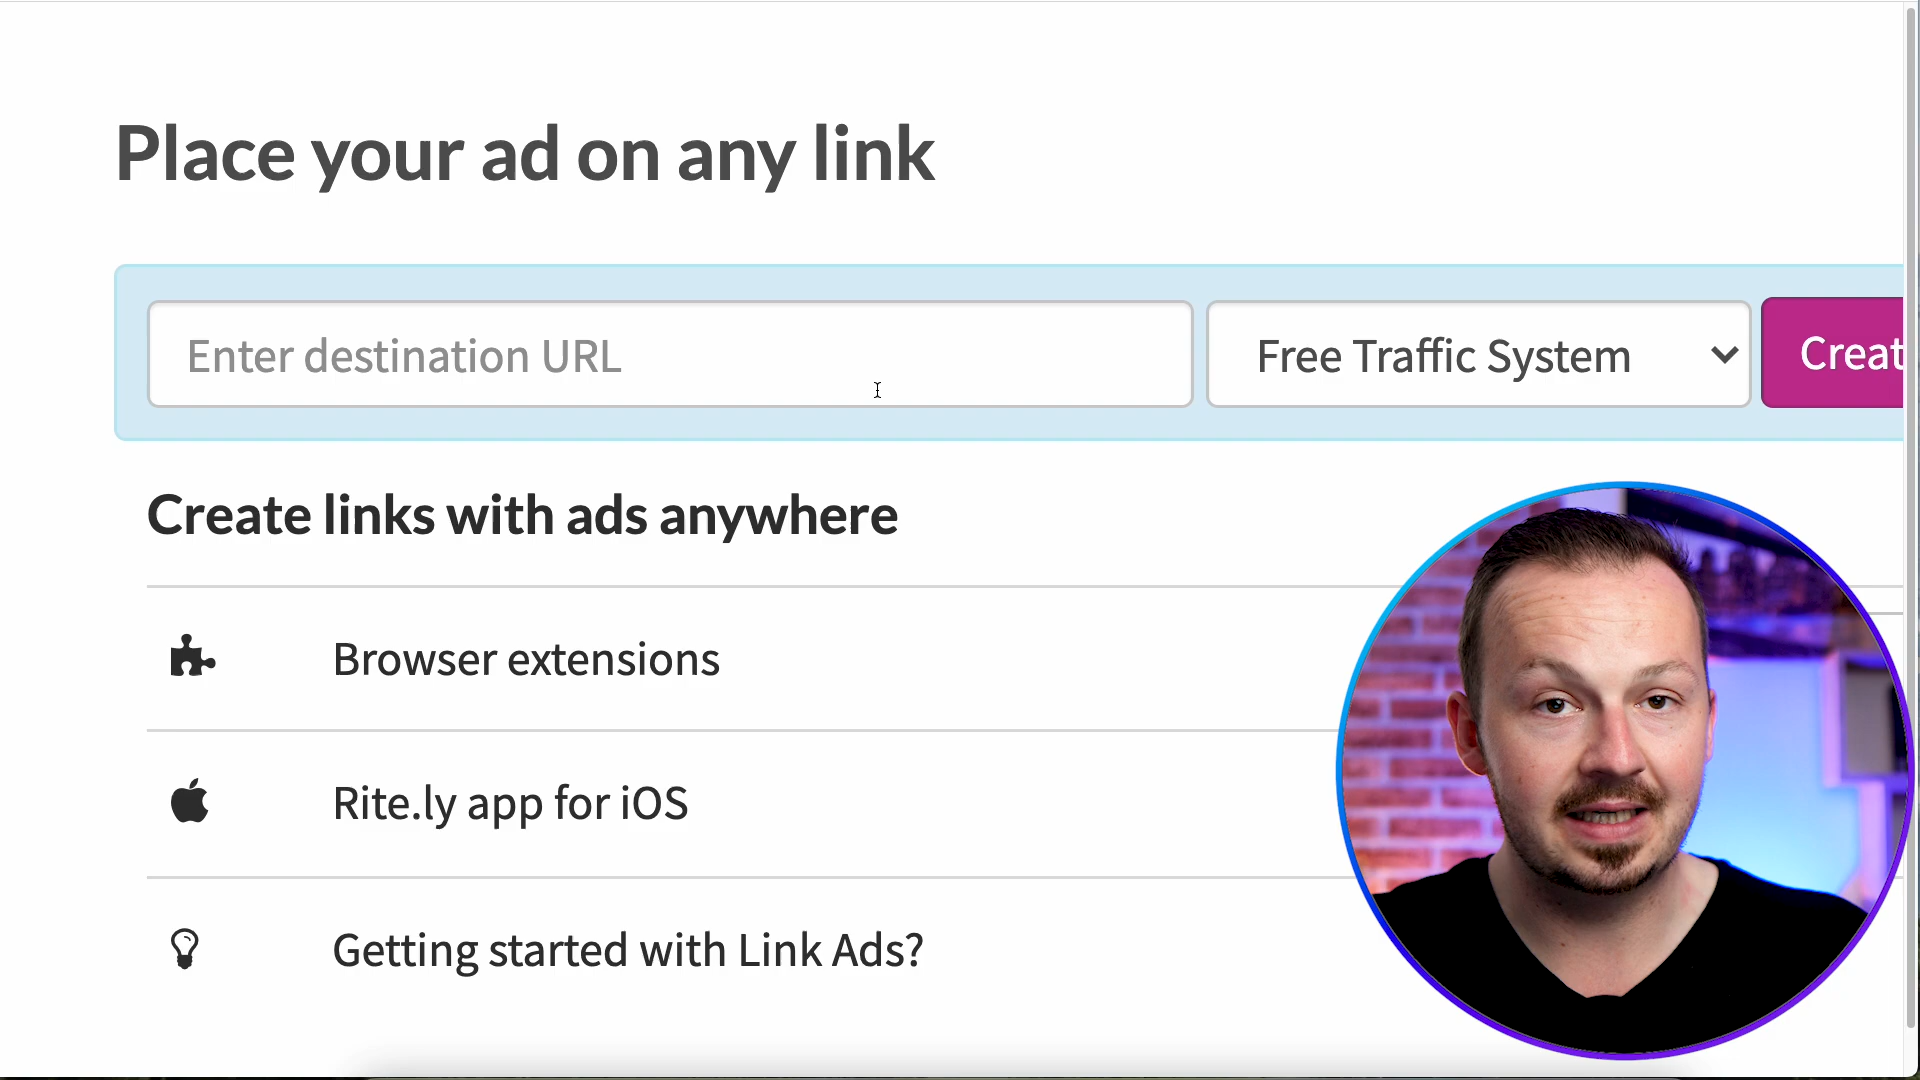 Place your ad on any link
Enter destination URL
Free Traffic System
Creat
Create links with ads anywhere
Browser extensions
Rite.ly app for iOS
Getting started with Link Ads?